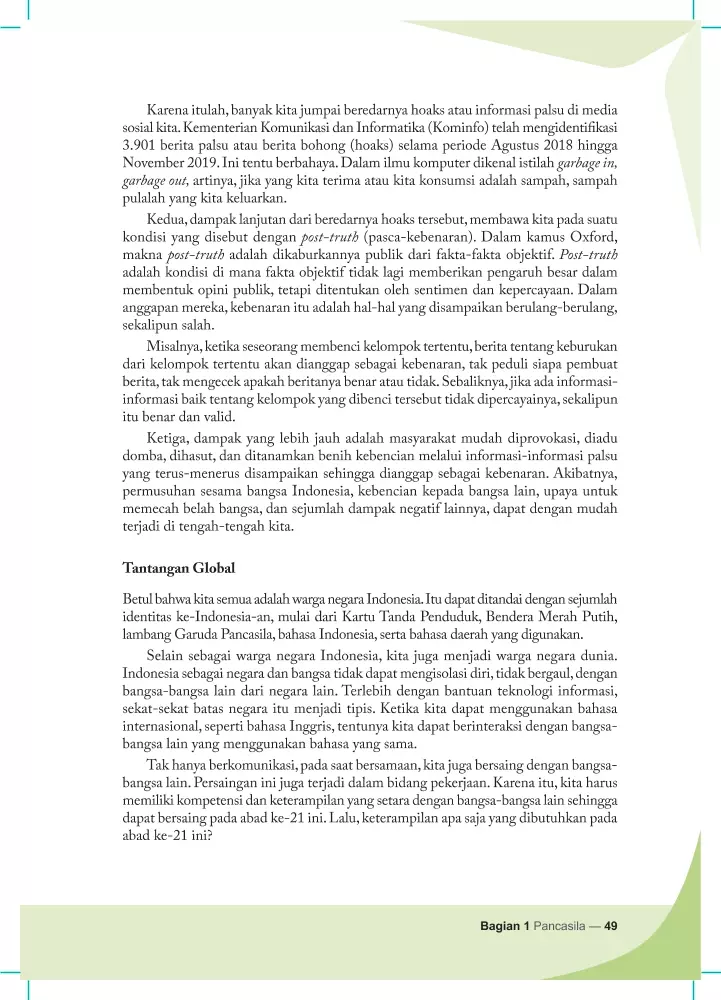 Karena itulah, banyak kita jumpai beredarnya hoaks atau informasi palsu di media
sosial kita. Kementerian Komunikasi dan Informatika (Kominfo) telah mengidentifikasi
3.901 berita palsu atau berita bohong (hoaks) selama periode Agustus 2018 hingga
November 2019. Ini tentu berbahaya. Dalam ilmu komputer dikenal istilah garbage in,
garbage out, artinya, jika yang kita terima atau kita konsumsi adalah sampah, sampah
pulalah yang kita keluarkan.
Kedua, dampak lanjutan dari beredarnya hoaks tersebut, membawa kita pada suatu
kondisi yang disebut dengan post-truth (pasca-kebenaran). Dalam kamus Oxford,
makna post-truth adalah dikaburkannya publik dari fakta-fakta objektif. Post-truth
adalah kondisi di mana fakta objektif tidak lagi memberikan pengaruh besar dalam
membentuk opini publik, tetapi ditentukan oleh sentimen dan kepercayaan. Dalam
anggapan mereka, kebenaran itu adalah hal-hal yang disampaikan berulang-berulang,
sekalipun salah.
Misalnya, ketika seseorang membenci kelompok tertentu, berita tentang keburukan
dari kelompok tertentu akan dianggap sebagai kebenaran, tak peduli siapa pembuat
berita, tak mengecek apakah beritanya benar atau tidak. Sebaliknya, jika ada informasi-
informasi baik tentang kelompok yang dibenci tersebut tidak dipercayainya, sekalipun
itu benar dan valid.
Ketiga, dampak yang lebih jauh adalah masyarakat mudah diprovokasi, diadu
domba, dihasut, dan ditanamkan benih kebencian melalui informasi-informasi palsu
yang terus-menerus disampaikan sehingga dianggap sebagai kebenaran. Akibatnya,
permusuhan sesama bangsa Indonesia, kebencian kepada bangsa lain, upaya untuk
memecah belah bangsa, dan sejumlah dampak negatif lainnya, dapat dengan mudah
terjadi di tengah-tengah kita.
Tantangan Global
Betul bahwa kita semua adalah warga negara Indonesia. Itu dapat ditandai dengan sejumlah
identitas ke-Indonesia-an, mulai dari Kartu Tanda Penduduk, Bendera Merah Putih,
lambang Garuda Pancasila, bahasa Indonesia, serta bahasa daerah yang digunakan.
Selain sebagai warga negara Indonesia, kita juga menjadi warga negara dunia.
Indonesia sebagai negara dan bangsa tidak dapat mengisolasi diri, tidak bergaul, dengan
bangsa-bangsa lain dari negara lain. Terlebih dengan bantuan teknologi informasi,
sekat-sekat batas negara itu menjadi tipis. Ketika kita dapat menggunakan bahasa
internasional, seperti bahasa Inggris, tentunya kita dapat berinteraksi dengan bangsa-
bangsa lain yang menggunakan bahasa yang sama.
Tak hanya berkomunikasi, pada saat bersamaan, kita juga bersaing dengan bangsa-
bangsa lain. Persaingan ini juga terjadi dalam bidang pekerjaan. Karena itu, kita harus
memiliki kompetensi dan keterampilan yang setara dengan bangsa-bangsa lain sehingga
dapat bersaing pada abad ke-21 ini. Lalu, keterampilan apa saja yang dibutuhkan pada
abad ke-21 ini?
Bagian 1 Pancasila — 49